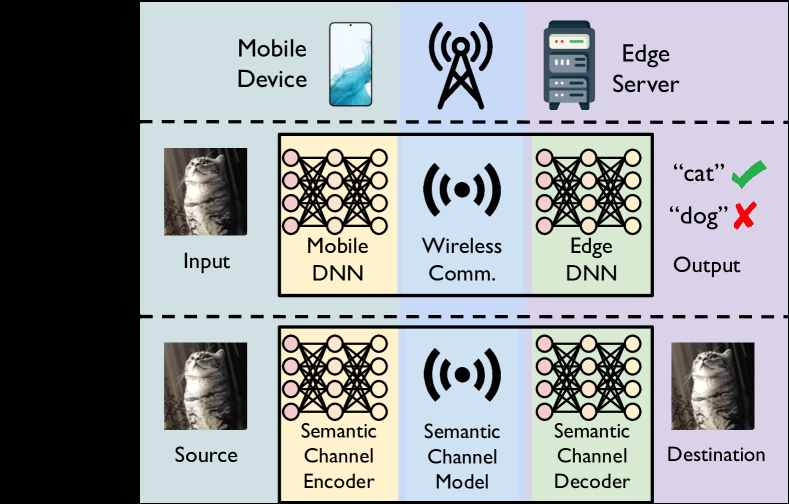 Mobile
Device
Edge
Server
"cat"
"dog"
Input
Mobile
DNN
Wireless
Comm.
Edge
DNN
Output
Source
Semantic
Channel
Encoder
Semantic
Channel
Model
Semantic
Channel
Decoder
Destination